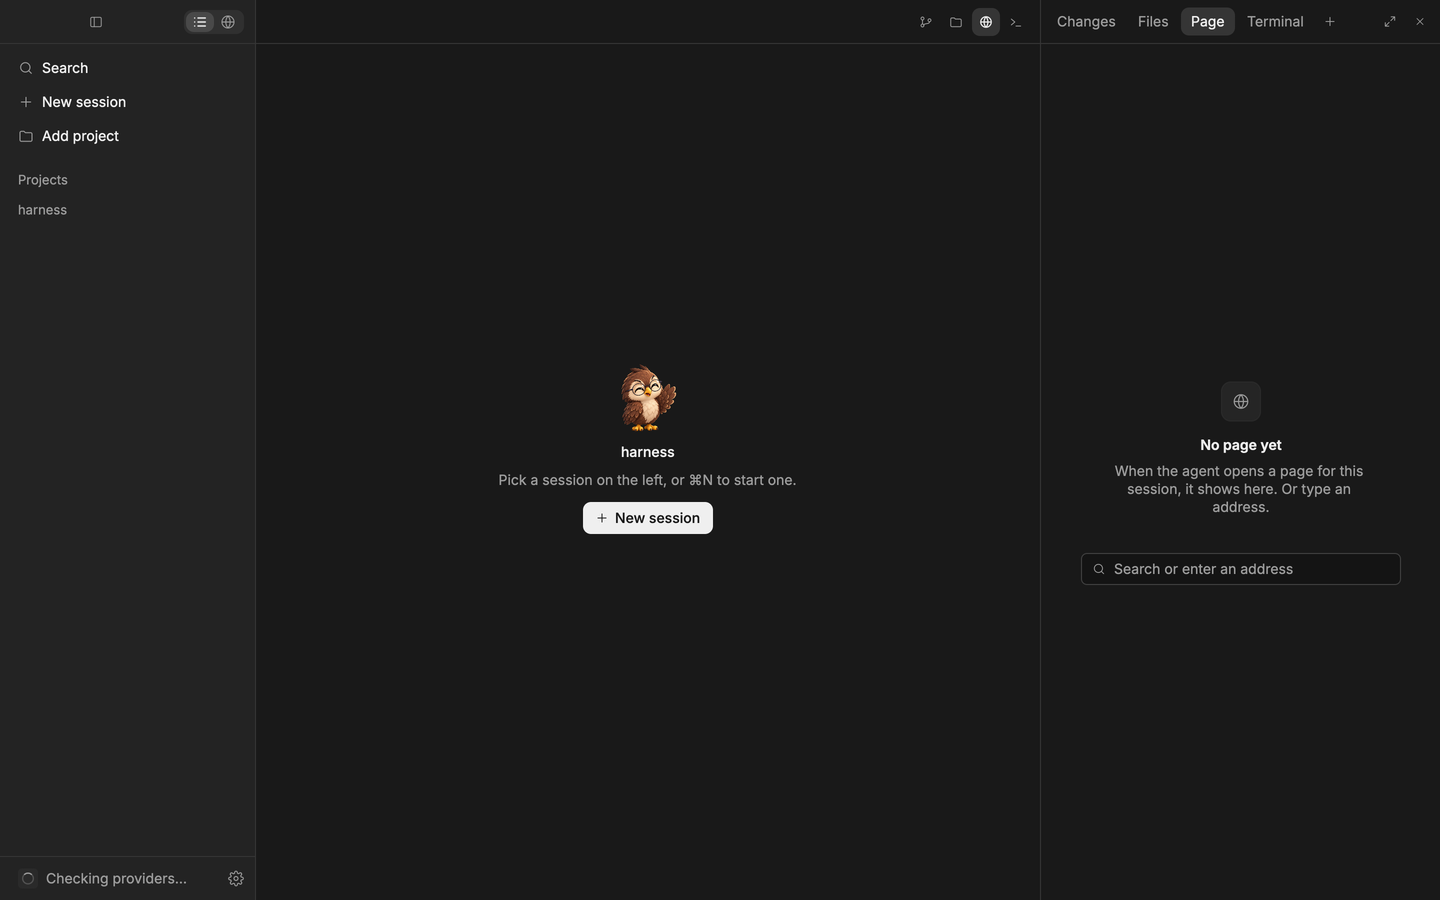 Changes
Files
Page
Terminal
Search
New session
Add project
Projects
harness
harness
Pick a session on the left, or ⌘N to start one.
New session
No page yet
When the agent opens a page for this
session, it shows here. Or type an
address.
Search or enter an address
Checking providers...